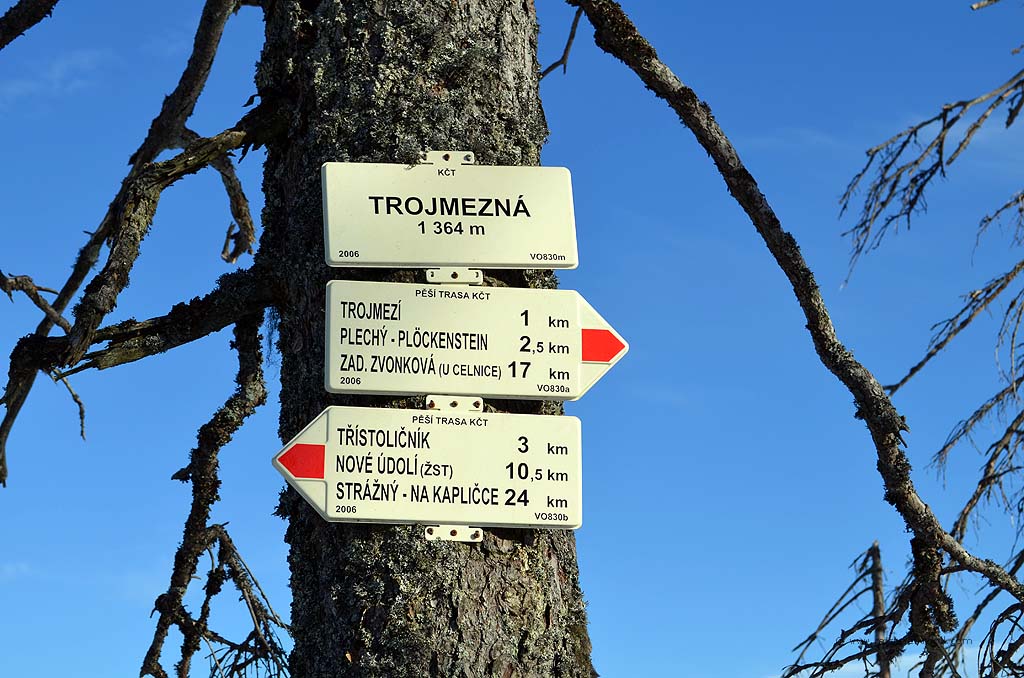 KČT
TROJMEZNÁ
1 364 m
2006 VO830m
PĚŠÍ TRASA KČT
TROJMEZÍ 1 km
PLECHÝ - PLÖCKENSTEIN 2,5 km
ZAD. ZVONKOVÁ (U CELNICE) 17 km
2006 VO830a
PĚŠÍ TRASA KČT
TŘÍSTOLIČNÍK 3 km
NOVÉ ÚDOLÍ (ŽST) 10,5 km
STRÁŽNÝ - NA KAPLIČCE 24 km
2006 VO830b